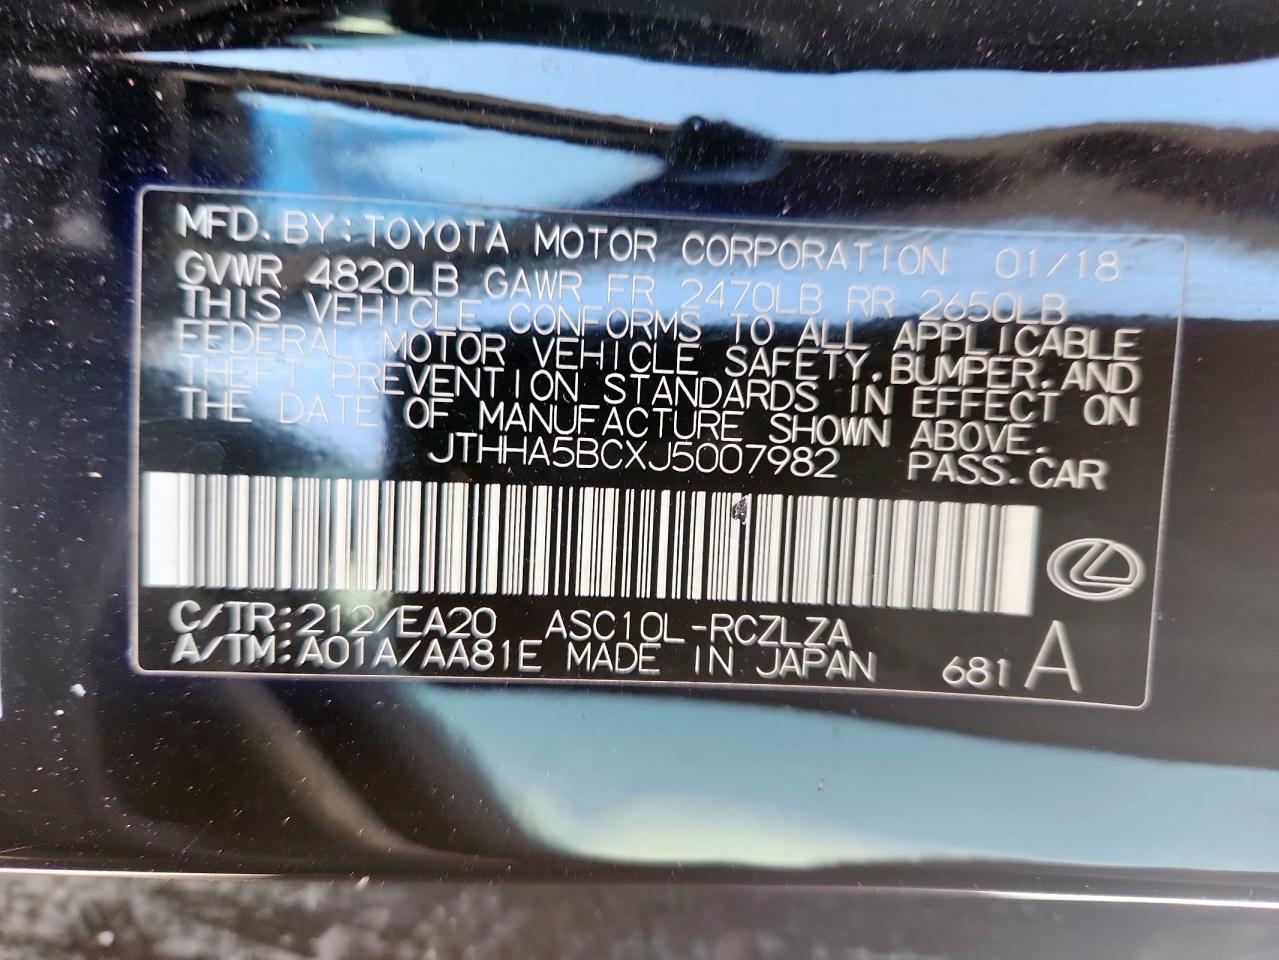 MFD. BY: TOYOTA MOTOR CORPORATION 01/18
GVWR 4820LB GAWR FR 2470LB RR 2650LB
THIS VEHICLE CONFORMS TO ALL APPLICABLE
FEDERAL MOTOR VEHICLE SAFETY, BUMPER, AND
THEFT PREVENTION STANDARDS IN EFFECT ON
THE DATE OF MANUFACTURE SHOWN ABOVE.
JTHHA5BCXJ5007982 PASS. CAR
C/TR: 212/EA20 ASC10L-RCZLZA
A/TM: A01A/AA81E MADE IN JAPAN 681 A